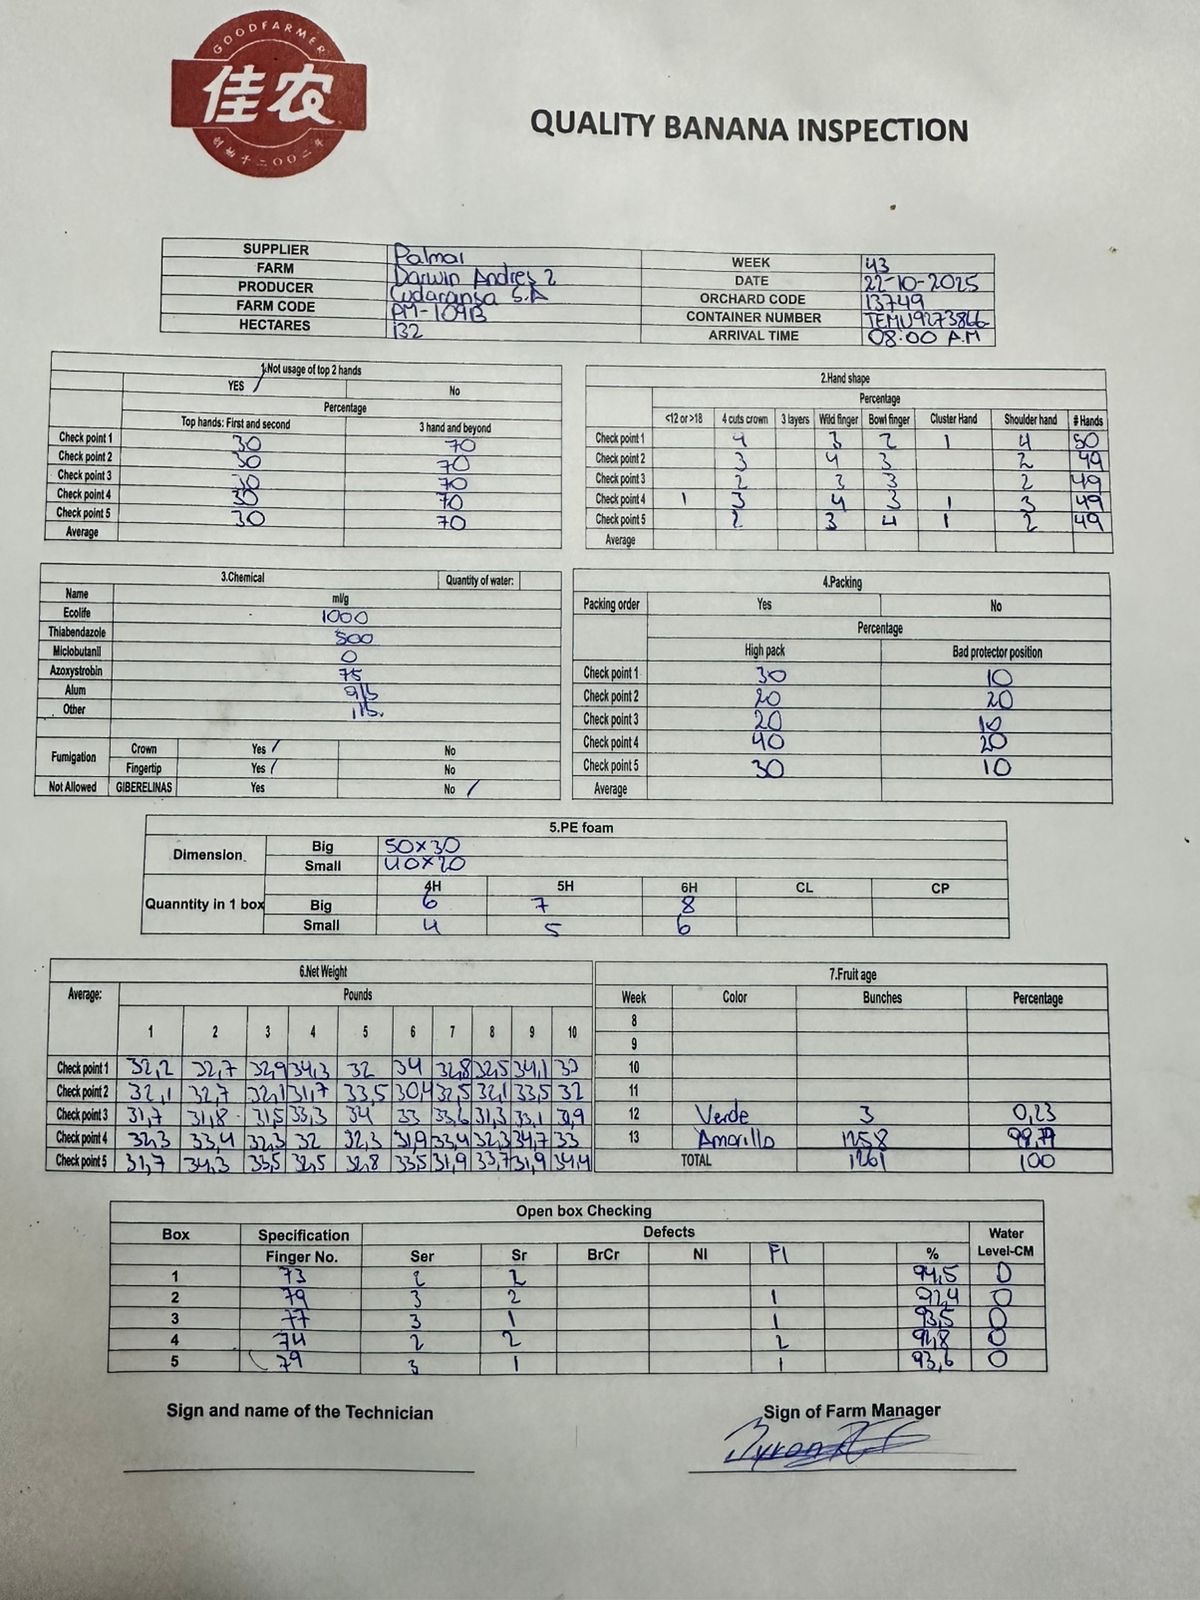 GOODFARMER
佳农
创始于二〇〇二年
QUALITY BANANA INSPECTION
SUPPLIER Palmar WEEK 43
FARM Darwin Andres 2 DATE 22-10-2025
PRODUCER S.A ORCHARD CODE 13749
FARM CODE PM-109B CONTAINER NUMBER TEMU9273866
HECTARES 132 ARRIVAL TIME 08:00 A.M
1.Not usage of top 2 hands
YES / No
Percentage
Top hands: First and second 3 hand and beyond
Check point 1 30 70
Check point 2 30 70
Check point 3 30 70
Check point 4 30 70
Check point 5 30 70
Average
2.Hand shape
Percentage
<12 or >18 4 cuts crown 3 layers Wild finger Bowl finger Cluster Hand Shoulder hand # Hands
Check point 1 4 3 2 1 4 50
Check point 2 3 4 3 2 49
Check point 3 2 3 3 2 49
Check point 4 1 3 4 3 1 3 49
Check point 5 2 3 4 1 2 49
Average
3.Chemical Quantity of water:
Name ml/g
Ecolife 1000
Thiabendazole 500
Miclobutanil 0
Azoxystrobin 75
Alum 9lb
Other 1lb.
Fumigation Crown Yes / No
Fingertip Yes / No
Not Allowed GIBERELINAS Yes No /
4.Packing
Packing order Yes No
Percentage
High pack Bad protector position
Check point 1 30 10
Check point 2 20 20
Check point 3 20 10
Check point 4 40 20
Check point 5 30 10
Average
5.PE foam
Dimension Big 50x30
Small 40x20
4H 5H 6H CL CP
Quanntity in 1 box Big 6 7 8
Small 4 5 6
6.Net Weight
Average: Pounds
1 2 3 4 5 6 7 8 9 10
Check point 1 32,2 32,7 32,9 34,3 32 34 32,8 32,5 34,1 33
Check point 2 32,1 32,7 32,1 31,7 33,5 30,4 32,5 32,1 33,5 32
Check point 3 31,7 31,8 31,5 33,3 34 33 33,6 31,3 33,1 31,9
Check point 4 32,3 33,4 32,3 32 32,3 31,9 33,4 32,3 34,7 33
Check point 5 31,7 34,3 33,5 32,5 32,8 33,5 31,9 33,7 31,9 34,4
7.Fruit age
Week Color Bunches Percentage
8
9
10
11
12 Verde 3 0,23
13 Amarillo 1258 99,77
TOTAL 1261 100
Open box Checking
Box Specification Defects Water
Finger No. Ser Sr BrCr NI FI % Level-CM
1 73 2 2 94,5 0
2 79 3 2 1 92,4 0
3 77 3 1 1 93,5 0
4 74 2 2 2 91,8 0
5 79 3 1 1 93,6 0
Sign and name of the Technician Sign of Farm Manager